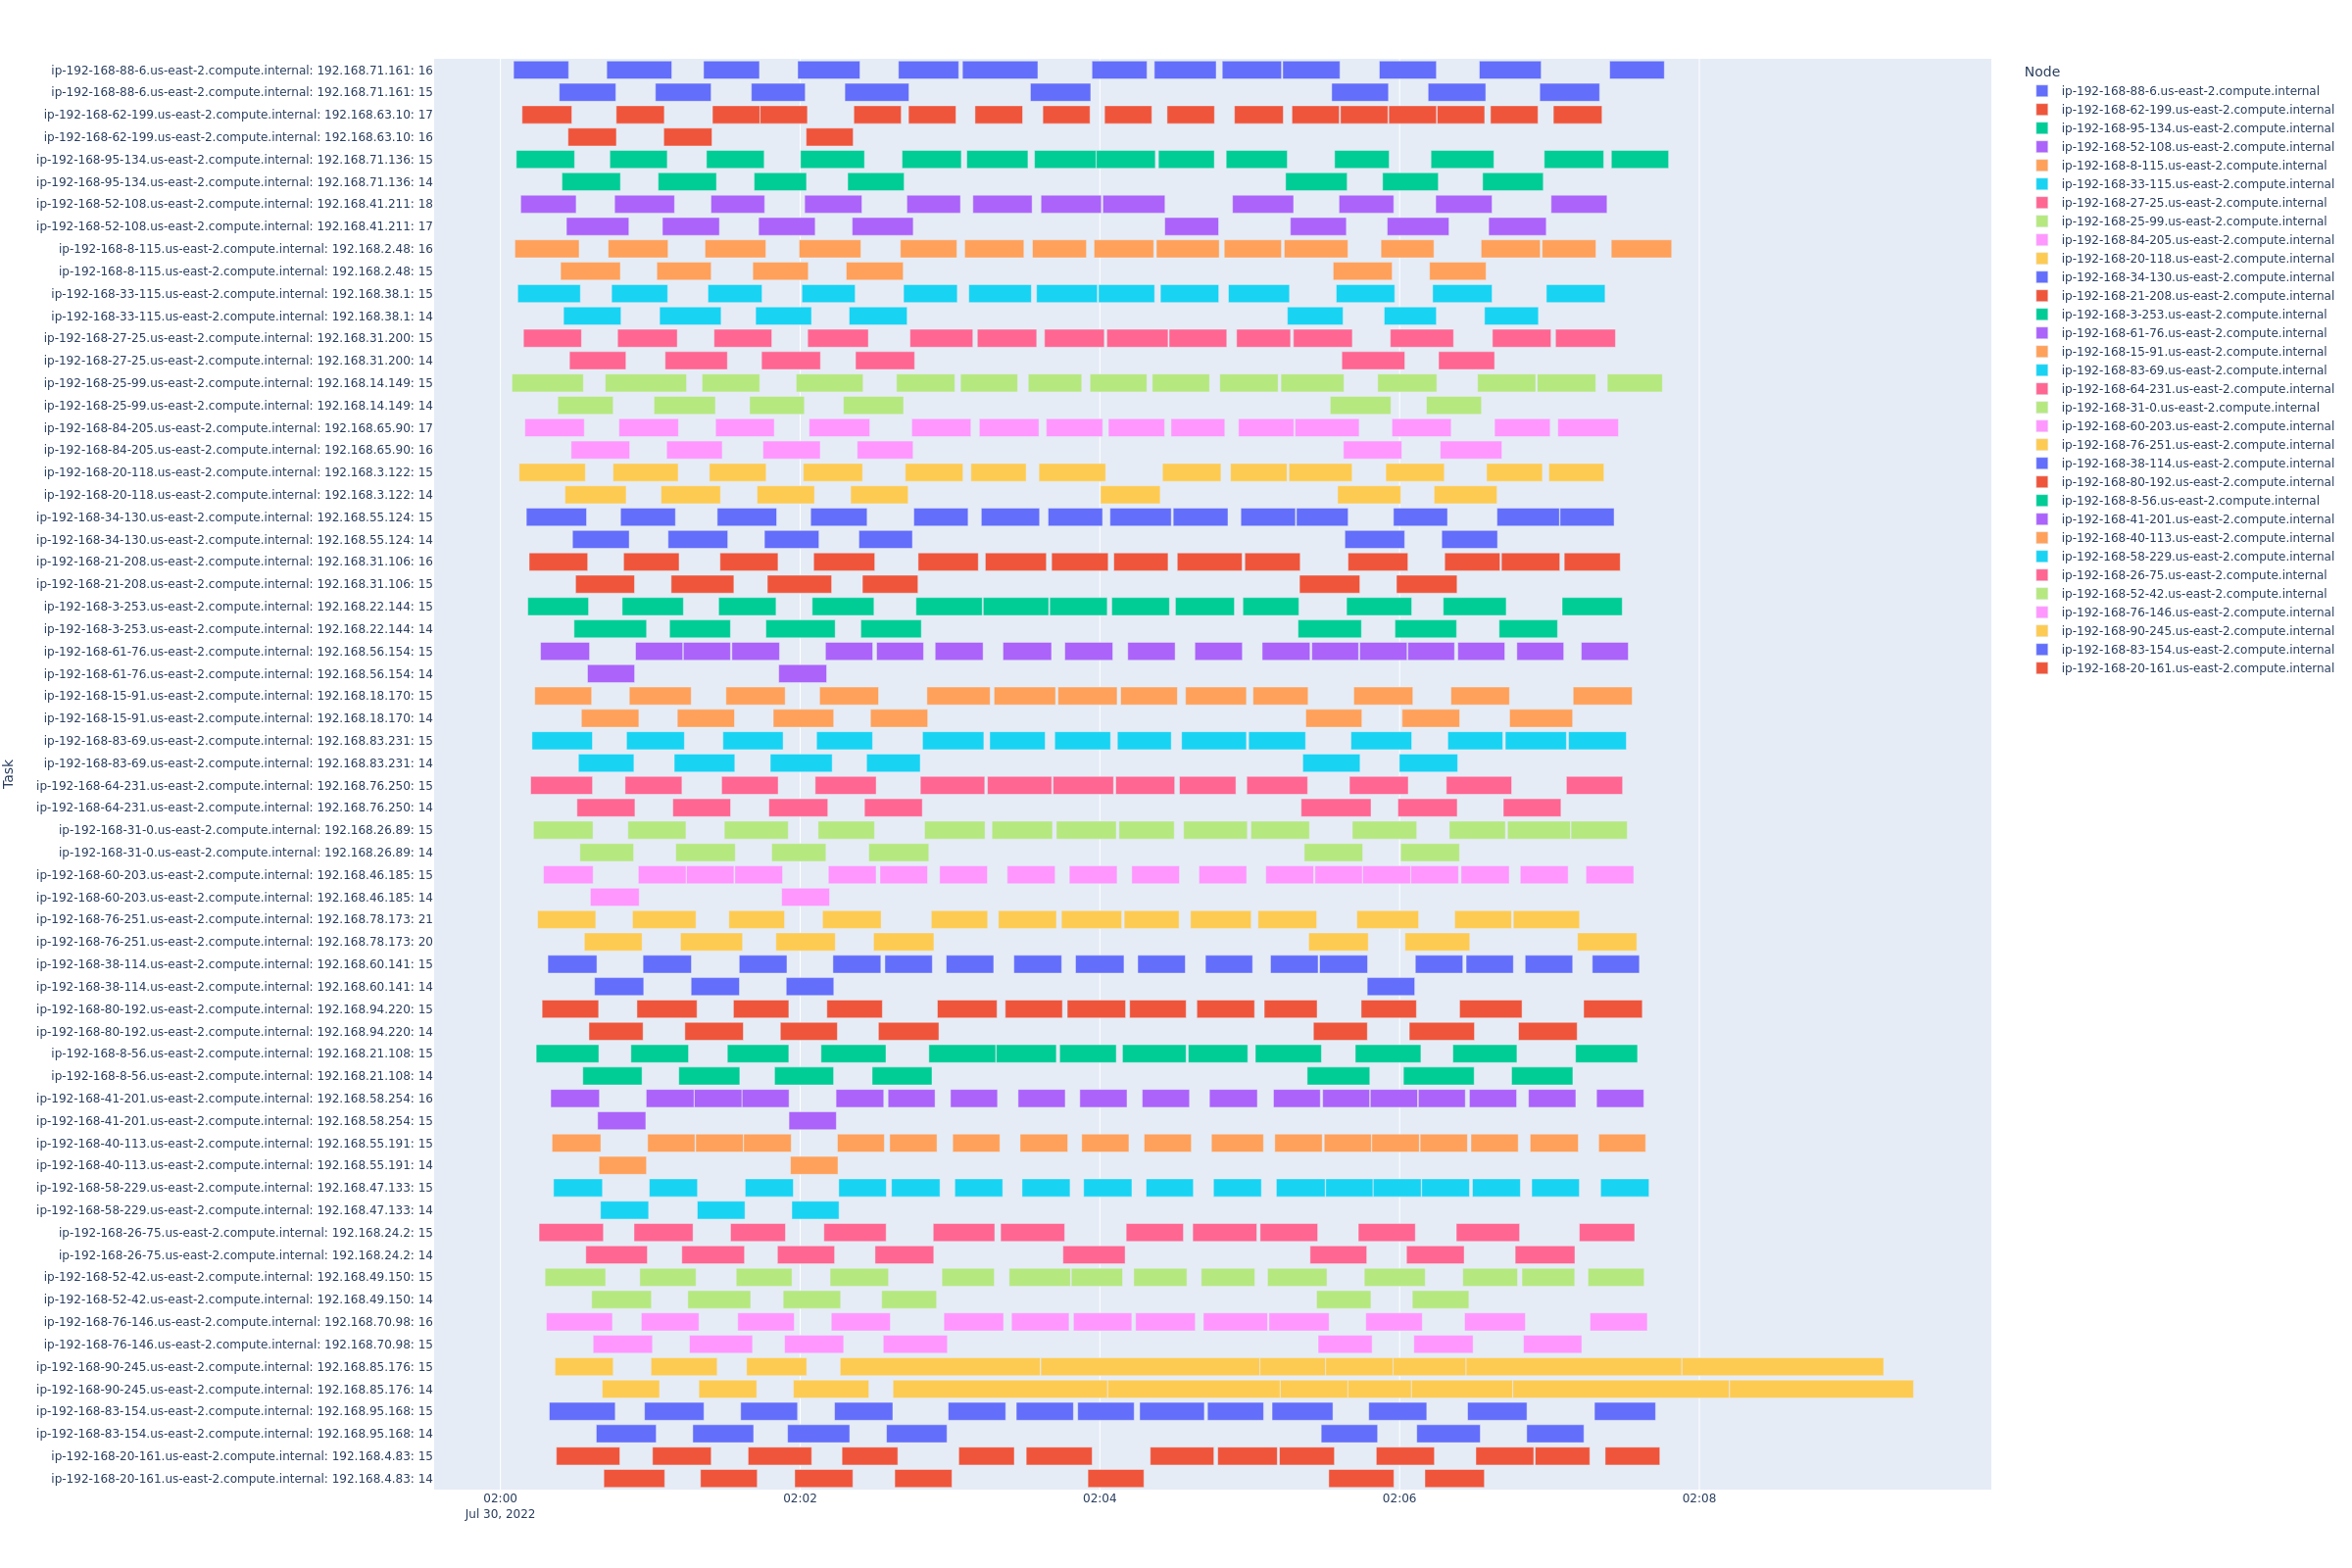 ip-192-168-88-6.us-east-2.compute.internal: 192.168.71.161: 16
ip-192-168-88-6.us-east-2.compute.internal: 192.168.71.161: 15
ip-192-168-62-199.us-east-2.compute.internal: 192.168.63.10: 17
ip-192-168-62-199.us-east-2.compute.internal: 192.168.63.10: 16
ip-192-168-95-134.us-east-2.compute.internal: 192.168.71.136: 15
ip-192-168-95-134.us-east-2.compute.internal: 192.168.71.136: 14
ip-192-168-52-108.us-east-2.compute.internal: 192.168.41.211: 18
ip-192-168-52-108.us-east-2.compute.internal: 192.168.41.211: 17
ip-192-168-8-115.us-east-2.compute.internal: 192.168.2.48: 16
ip-192-168-8-115.us-east-2.compute.internal: 192.168.2.48: 15
ip-192-168-33-115.us-east-2.compute.internal: 192.168.38.1: 15
ip-192-168-33-115.us-east-2.compute.internal: 192.168.38.1: 14
ip-192-168-27-25.us-east-2.compute.internal: 192.168.31.200: 15
ip-192-168-27-25.us-east-2.compute.internal: 192.168.31.200: 14
ip-192-168-25-99.us-east-2.compute.internal: 192.168.14.149: 15
ip-192-168-25-99.us-east-2.compute.internal: 192.168.14.149: 14
ip-192-168-84-205.us-east-2.compute.internal: 192.168.65.90: 17
ip-192-168-84-205.us-east-2.compute.internal: 192.168.65.90: 16
ip-192-168-20-118.us-east-2.compute.internal: 192.168.3.122: 15
ip-192-168-20-118.us-east-2.compute.internal: 192.168.3.122: 14
ip-192-168-34-130.us-east-2.compute.internal: 192.168.55.124: 15
ip-192-168-34-130.us-east-2.compute.internal: 192.168.55.124: 14
ip-192-168-21-208.us-east-2.compute.internal: 192.168.31.106: 16
ip-192-168-21-208.us-east-2.compute.internal: 192.168.31.106: 15
ip-192-168-3-253.us-east-2.compute.internal: 192.168.22.144: 15
ip-192-168-3-253.us-east-2.compute.internal: 192.168.22.144: 14
ip-192-168-61-76.us-east-2.compute.internal: 192.168.56.154: 15
ip-192-168-61-76.us-east-2.compute.internal: 192.168.56.154: 14
ip-192-168-15-91.us-east-2.compute.internal: 192.168.18.170: 15
ip-192-168-15-91.us-east-2.compute.internal: 192.168.18.170: 14
ip-192-168-83-69.us-east-2.compute.internal: 192.168.83.231: 15
ip-192-168-83-69.us-east-2.compute.internal: 192.168.83.231: 14
ip-192-168-64-231.us-east-2.compute.internal: 192.168.76.250: 15
ip-192-168-64-231.us-east-2.compute.internal: 192.168.76.250: 14
ip-192-168-31-0.us-east-2.compute.internal: 192.168.26.89: 15
ip-192-168-31-0.us-east-2.compute.internal: 192.168.26.89: 14
ip-192-168-60-203.us-east-2.compute.internal: 192.168.46.185: 15
ip-192-168-60-203.us-east-2.compute.internal: 192.168.46.185: 14
ip-192-168-76-251.us-east-2.compute.internal: 192.168.78.173: 21
ip-192-168-76-251.us-east-2.compute.internal: 192.168.78.173: 20
ip-192-168-38-114.us-east-2.compute.internal: 192.168.60.141: 15
ip-192-168-38-114.us-east-2.compute.internal: 192.168.60.141: 14
ip-192-168-80-192.us-east-2.compute.internal: 192.168.94.220: 15
ip-192-168-80-192.us-east-2.compute.internal: 192.168.94.220: 14
ip-192-168-8-56.us-east-2.compute.internal: 192.168.21.108: 15
ip-192-168-8-56.us-east-2.compute.internal: 192.168.21.108: 14
ip-192-168-41-201.us-east-2.compute.internal: 192.168.58.254: 16
ip-192-168-41-201.us-east-2.compute.internal: 192.168.58.254: 15
ip-192-168-40-113.us-east-2.compute.internal: 192.168.55.191: 15
ip-192-168-40-113.us-east-2.compute.internal: 192.168.55.191: 14
ip-192-168-58-229.us-east-2.compute.internal: 192.168.47.133: 15
ip-192-168-58-229.us-east-2.compute.internal: 192.168.47.133: 14
ip-192-168-26-75.us-east-2.compute.internal: 192.168.24.2: 15
ip-192-168-26-75.us-east-2.compute.internal: 192.168.24.2: 14
ip-192-168-52-42.us-east-2.compute.internal: 192.168.49.150: 15
ip-192-168-52-42.us-east-2.compute.internal: 192.168.49.150: 14
ip-192-168-76-146.us-east-2.compute.internal: 192.168.70.98: 16
ip-192-168-76-146.us-east-2.compute.internal: 192.168.70.98: 15
ip-192-168-90-245.us-east-2.compute.internal: 192.168.85.176: 15
ip-192-168-90-245.us-east-2.compute.internal: 192.168.85.176: 14
ip-192-168-83-154.us-east-2.compute.internal: 192.168.95.168: 15
ip-192-168-83-154.us-east-2.compute.internal: 192.168.95.168: 14
ip-192-168-20-161.us-east-2.compute.internal: 192.168.4.83: 15
ip-192-168-20-161.us-east-2.compute.internal: 192.168.4.83: 14
Task
02:00
Jul 30, 2022
02:02
02:04
02:06
02:08
Node
ip-192-168-88-6.us-east-2.compute.internal
ip-192-168-62-199.us-east-2.compute.internal
ip-192-168-95-134.us-east-2.compute.internal
ip-192-168-52-108.us-east-2.compute.internal
ip-192-168-8-115.us-east-2.compute.internal
ip-192-168-33-115.us-east-2.compute.internal
ip-192-168-27-25.us-east-2.compute.internal
ip-192-168-25-99.us-east-2.compute.internal
ip-192-168-84-205.us-east-2.compute.internal
ip-192-168-20-118.us-east-2.compute.internal
ip-192-168-34-130.us-east-2.compute.internal
ip-192-168-21-208.us-east-2.compute.internal
ip-192-168-3-253.us-east-2.compute.internal
ip-192-168-61-76.us-east-2.compute.internal
ip-192-168-15-91.us-east-2.compute.internal
ip-192-168-83-69.us-east-2.compute.internal
ip-192-168-64-231.us-east-2.compute.internal
ip-192-168-31-0.us-east-2.compute.internal
ip-192-168-60-203.us-east-2.compute.internal
ip-192-168-76-251.us-east-2.compute.internal
ip-192-168-38-114.us-east-2.compute.internal
ip-192-168-80-192.us-east-2.compute.internal
ip-192-168-8-56.us-east-2.compute.internal
ip-192-168-41-201.us-east-2.compute.internal
ip-192-168-40-113.us-east-2.compute.internal
ip-192-168-58-229.us-east-2.compute.internal
ip-192-168-26-75.us-east-2.compute.internal
ip-192-168-52-42.us-east-2.compute.internal
ip-192-168-76-146.us-east-2.compute.internal
ip-192-168-90-245.us-east-2.compute.internal
ip-192-168-83-154.us-east-2.compute.internal
ip-192-168-20-161.us-east-2.compute.internal